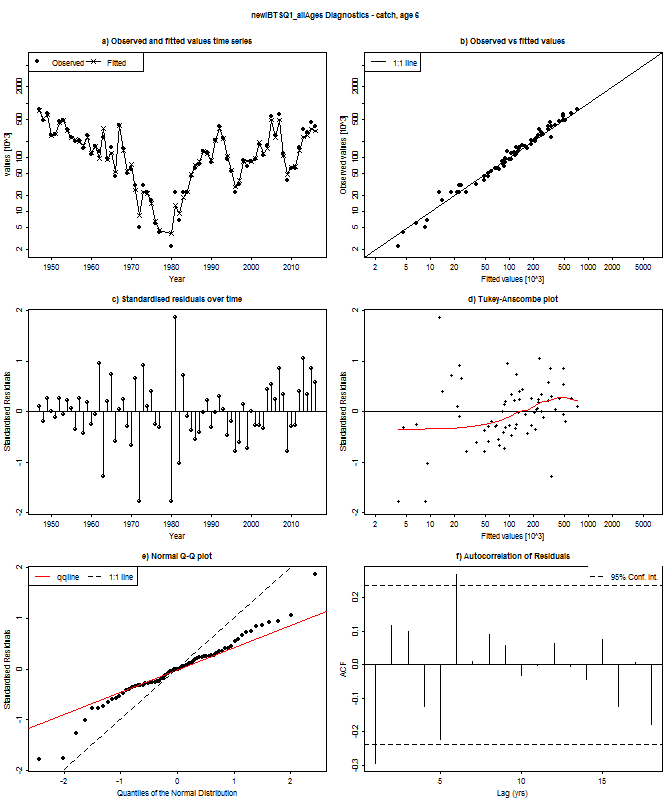 newIBTSQ1_allAges Diagnostics - catch, age 6
a) Observed and fitted values time series
Observed Fitted
values [10^3]
2000
500
100
50
20
10
5
2
1950 1960 1970 1980 1990 2000 2010
Year
b) Observed vs fitted values
1:1 line
Observed values [10^3]
2000
500
100
50
20
10
5
2
2 5 10 20 50 100 200 500 2000 5000
Fitted values [10^3]
c) Standardised residuals over time
Standardised Residuals
2
1
0
-1
-2
1950 1960 1970 1980 1990 2000 2010
Year
d) Tukey-Anscombe plot
Standardised Residuals
2
1
0
-1
-2
2 5 10 20 50 100 200 500 2000 5000
Fitted values [10^3]
e) Normal Q-Q plot
qqline 1:1 line
Standardised Residuals
2
1
0
-1
-2
-2 -1 0 1 2
Quantiles of the Normal Distribution
f) Autocorrelation of Residuals
95% Conf. Int.
ACF
0.2
0.1
0.0
-0.1
-0.2
-0.3
5 10 15
Lag (yrs)